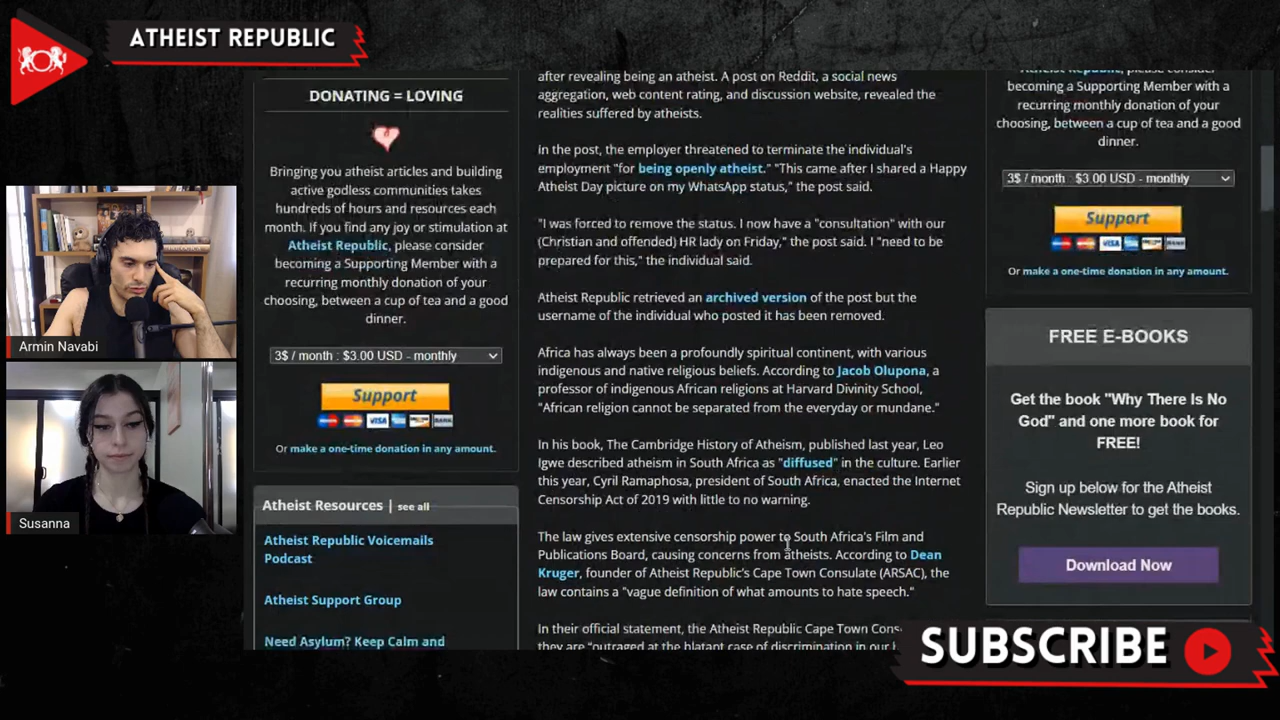 ATHEIST REPUBLIC
Armin Navabi
Susanna
DONATING = LOVING
Bringing you atheist articles and building
active godless communities takes
hundreds of hours and resources each
month. If you find any joy or stimulation at
Atheist Republic, please consider
becoming a Supporting Member with a
recurring monthly donation of your
choosing, between a cup of tea and a good
dinner.
3$ / month : $3.00 USD - monthly
Support
VISA
BANK
Or make a one-time donation in any amount.
Atheist Resources | see all
Atheist Republic Voicemails
Podcast
Atheist Support Group
Need Asylum? Keep Calm and
after revealing being an atheist. A post on Reddit, a social news
aggregation, web content rating, and discussion website, revealed the
realities suffered by atheists.
In the post, the employer threatened to terminate the individual's
employment "for being openly atheist." "This came after I shared a Happy
Atheist Day picture on my WhatsApp status," the post said.
"I was forced to remove the status. I now have a "consultation" with our
(Christian and offended) HR lady on Friday," the post said. I "need to be
prepared for this," the individual said.
Atheist Republic retrieved an archived version of the post but the
username of the individual who posted it has been removed.
Africa has always been a profoundly spiritual continent, with various
indigenous and native religious beliefs. According to Jacob Olupona, a
professor of indigenous African religions at Harvard Divinity School,
"African religion cannot be separated from the everyday or mundane."
In his book, The Cambridge History of Atheism, published last year, Leo
Igwe described atheism in South Africa as "diffused" in the culture. Earlier
this year, Cyril Ramaphosa, president of South Africa, enacted the Internet
Censorship Act of 2019 with little to no warning.
The law gives extensive censorship power to South Africa's Film and
Publications Board, causing concerns from atheists. According to Dean
Kruger, founder of Atheist Republic's Cape Town Consulate (ARSAC), the
law contains a "vague definition of what amounts to hate speech."
In their official statement, the Atheist Republic Cape Town Cons
they are "outraged at the blatant case of discrimination in our
Atheist Republic, please consider
becoming a Supporting Member with a
recurring monthly donation of your
choosing, between a cup of tea and a good
dinner.
3$ / month : $3.00 USD - monthly
Support
VISA
BANK
Or make a one-time donation in any amount.
FREE E-BOOKS
Get the book "Why There Is No
God" and one more book for
FREE!
Sign up below for the Atheist
Republic Newsletter to get the books.
Download Now
SUBSCRIBE